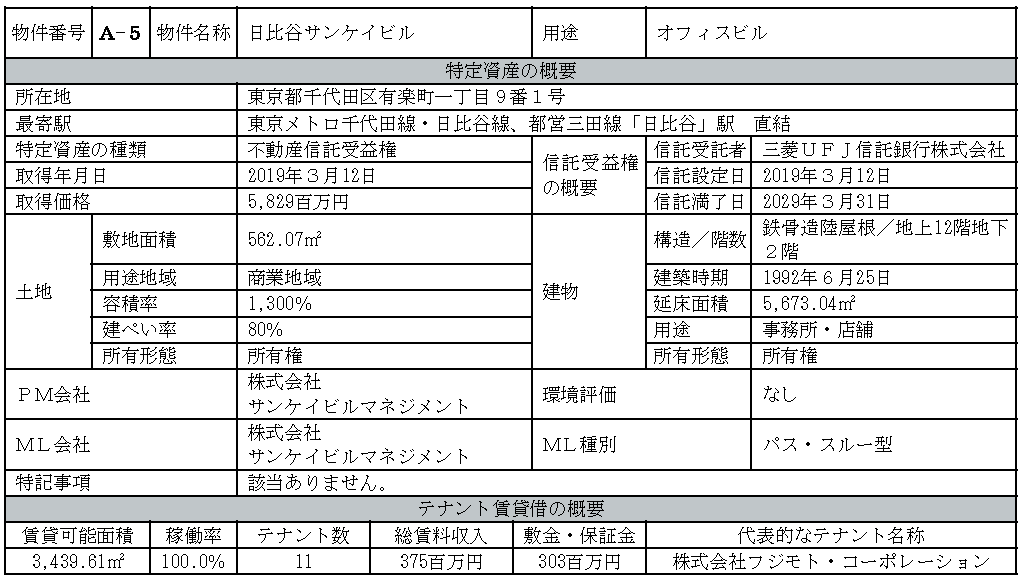 物件番号 A-5 物件名称 日比谷サンケイビル 用途 オフィスビル
特定資産の概要
所在地 東京都千代田区有楽町一丁目9番1号
最寄駅 東京メトロ千代田線・日比谷線、都営三田線「日比谷」駅 直結
特定資産の種類 不動産信託受益権 信託受益権の概要 信託受託者 三菱UFJ信託銀行株式会社
取得年月日 2019年3月12日 信託設定日 2019年3月12日
取得価格 5,829百万円 信託満了日 2029年3月31日
土地 敷地面積 562.07㎡ 建物 構造/階数 鉄骨造陸屋根/地上12階地下
2階
用途地域 商業地域 建築時期 1992年6月25日
容積率 1,300% 延床面積 5,673.04㎡
建ぺい率 80% 用途 事務所・店舗
所有形態 所有権 所有形態 所有権
PM会社 株式会社
サンケイビルマネジメント 環境評価 なし
ML会社 株式会社
サンケイビルマネジメント ML種別 パス・スルー型
特記事項 該当ありません。
テナント賃貸借の概要
賃貸可能面積 稼働率 テナント数 総賃料収入 敷金・保証金 代表的なテナント名称
3,439.61㎡ 100.0% 11 375百万円 303百万円 株式会社フジモト・コーポレーション